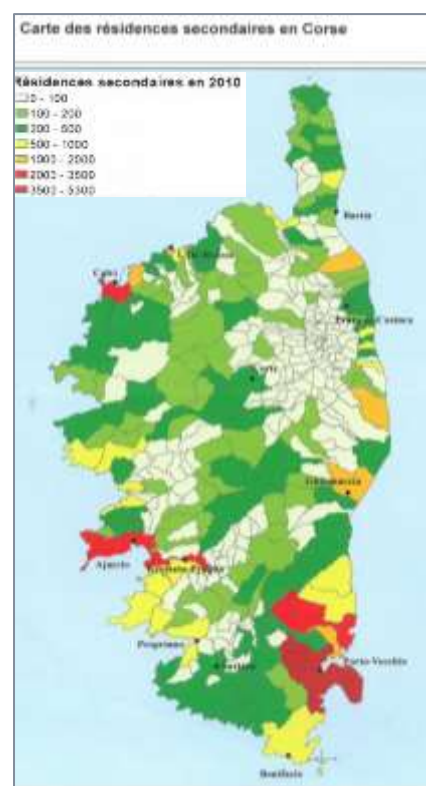 Carte des résidences secondaires en Corse
Résidences secondaires en 2010
0 - 100
100 - 200
200 - 500
500 - 1000
1000 - 2000
2000 - 3500
3500 - 5300
Bastia
Calvi
Corte
Ghisonaccia
Ajaccio
Propriano
Sartène
Porto-Vecchio
Bonifacio